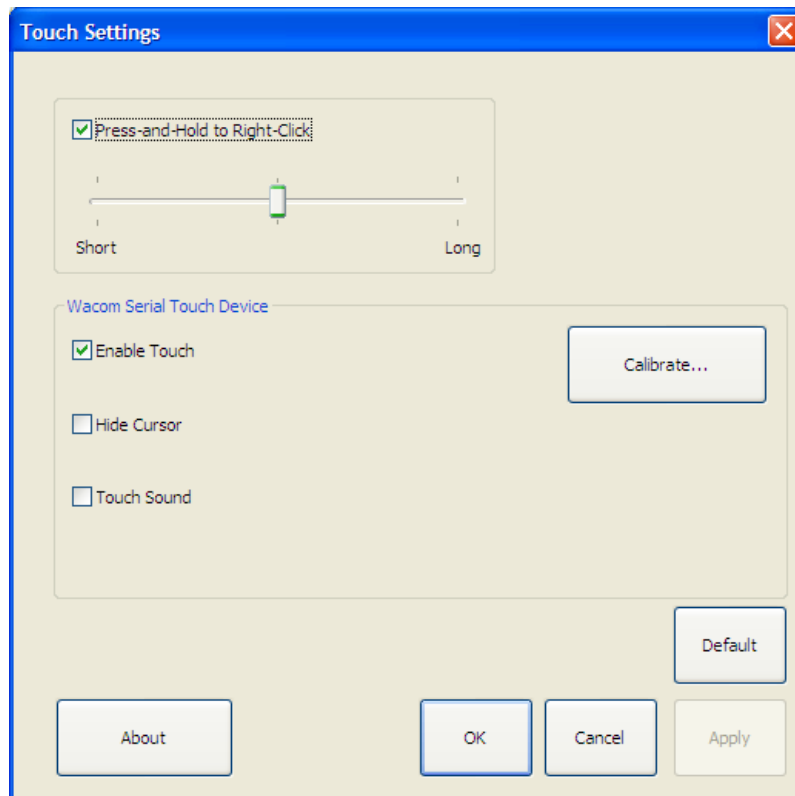 Touch Settings
Press-and-Hold to Right-Click
Short Long
Wacom Serial Touch Device
Enable Touch
Calibrate...
Hide Cursor
Touch Sound
Default
About OK Cancel Apply